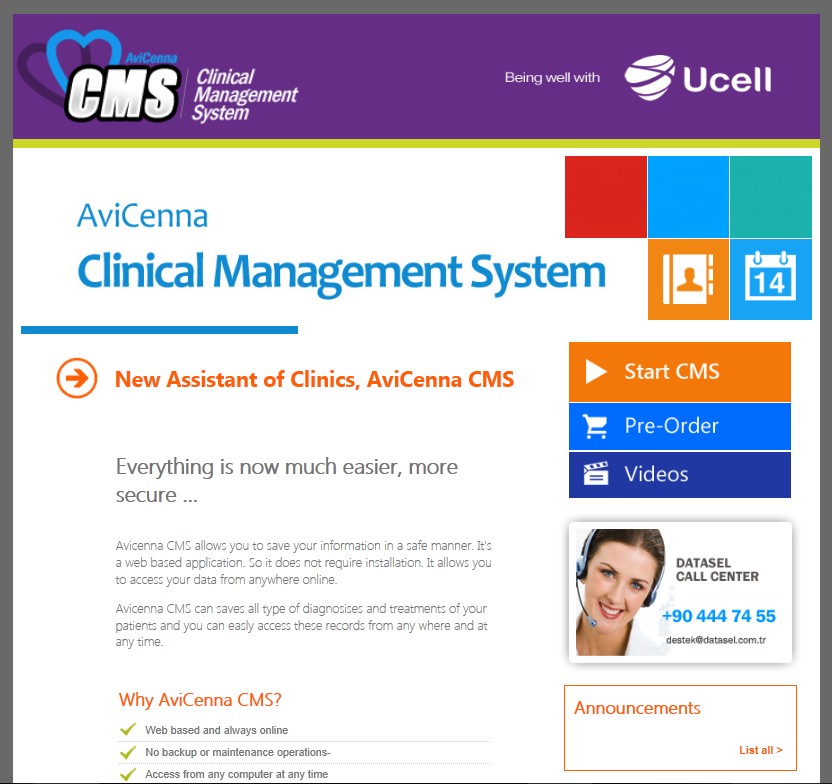 AviCenna
CMS
Clinical
Management
System
Being well with
Ucell
AviCenna
Clinical Management System
14
New Assistant of Clinics, AviCenna CMS
Start CMS
Pre-Order
Videos
Everything is now much easier, more
secure ...
Avicenna CMS allows you to save your information in a safe manner. It's
a web based application. So it does not require installation. It allows you
to access your data from anywhere online.
Avicenna CMS can saves all type of diagnosises and treatments of your
patients and you can easly access these records from any where and at
any time.
DATASEL
CALL CENTER
+90 444 74 55
destek@datasel.com.tr
Why AviCenna CMS?
Web based and always online
No backup or maintenance operations-
Access from any computer at any time
Announcements
List all >